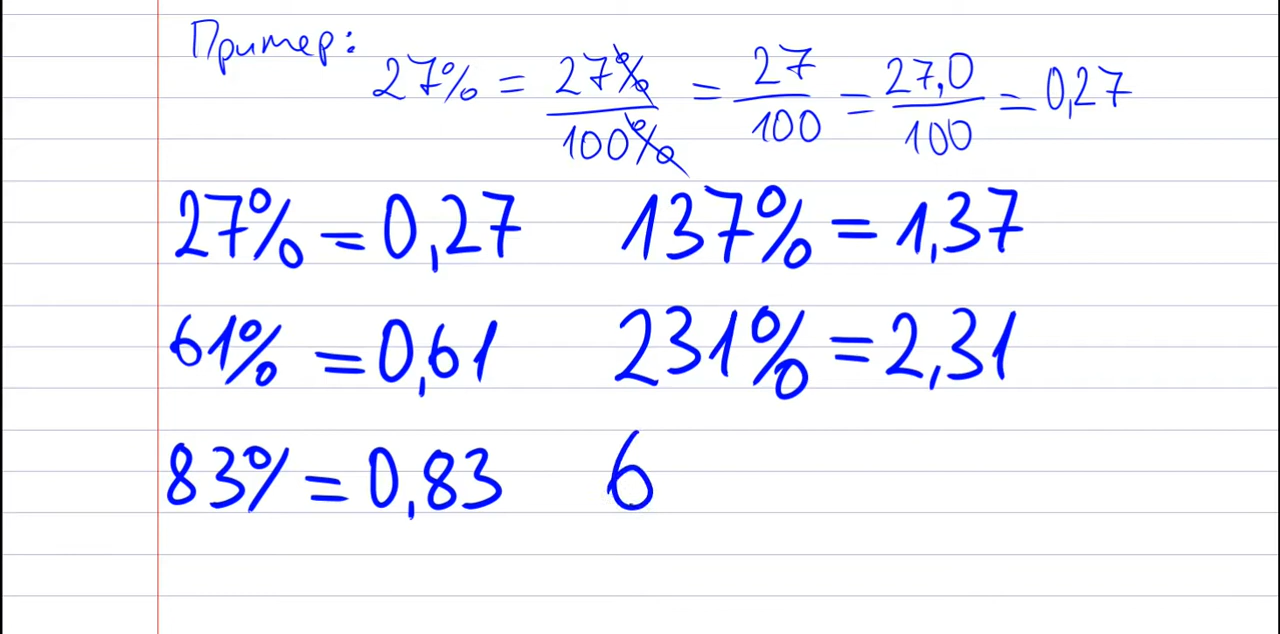 Пример:
27% = 27%/100% = 27/100 = 27,0/100 = 0,27
27% = 0,27 137% = 1,37
61% = 0,61 231% = 2,31
83% = 0,83 6